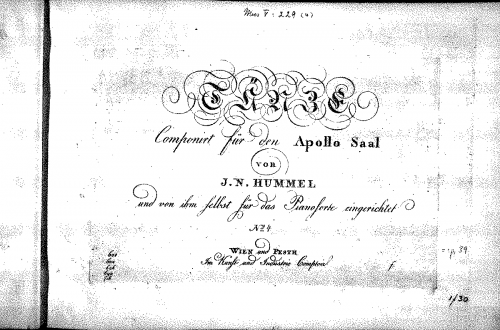 Mus V : 229 (4)
TÄNZE
Componirt für den Apollo Saal
VON
J. N. HUMMEL
und von ihm selbst für das Pianoforte eingerichtet
No. 4
WIEN und PESTH
Im Kunst und Industrie Comptoir
1/30